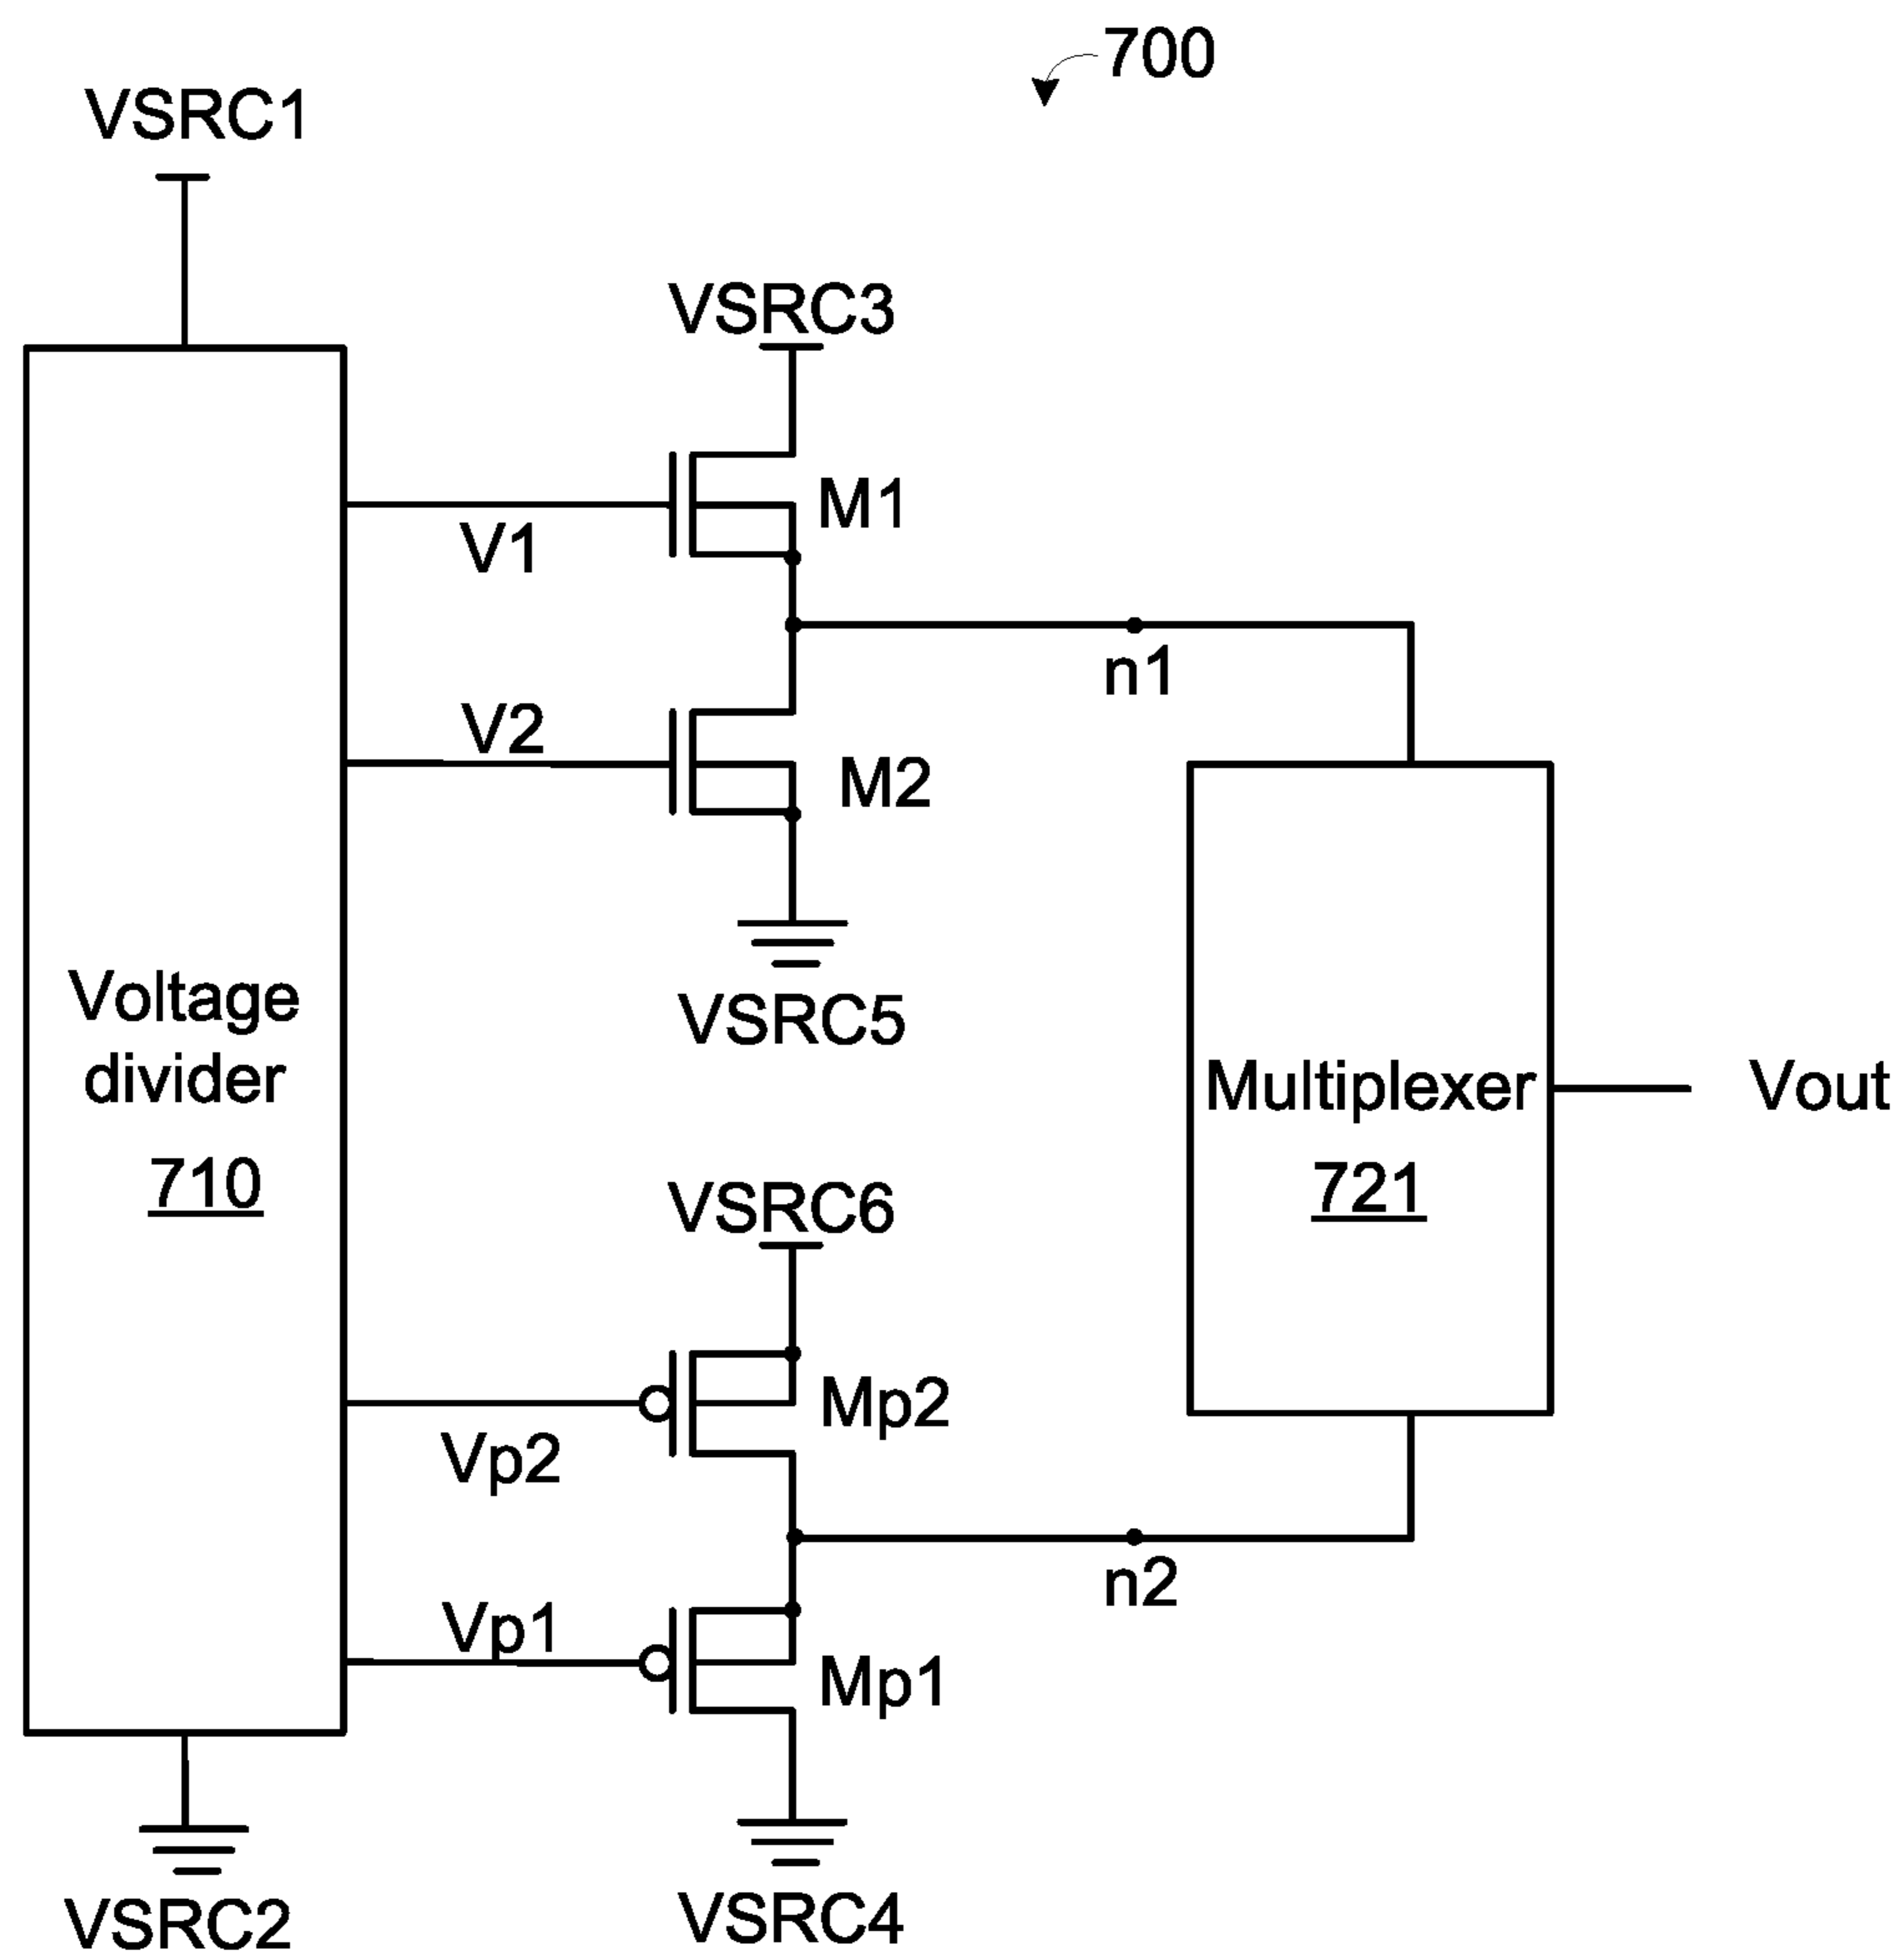 700
VSRC1
VSRC3
M1
V1
n1
V2
M2
VSRC5
Voltage
divider
710
Multiplexer
721
Vout
VSRC6
Mp2
Vp2
n2
Vp1
Mp1
VSRC4
VSRC2